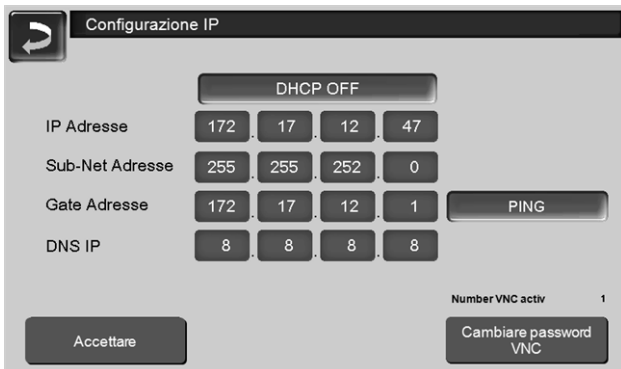 Configurazione IP
DHCP OFF
IP Adresse 172 . 17 . 12 . 47
Sub-Net Adresse 255 . 255 . 252 . 0
Gate Adresse 172 . 17 . 12 . 1 PING
DNS IP 8 . 8 . 8 . 8
Number VNC activ 1
Accettare
Cambiare password
VNC